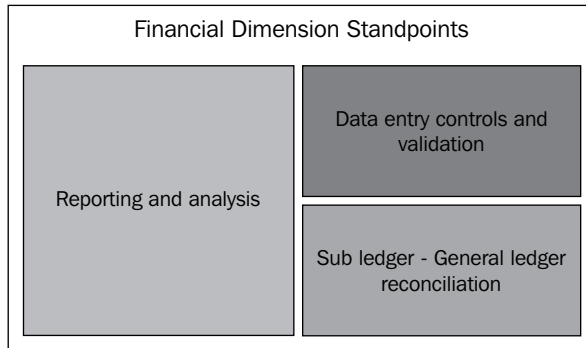 Financial Dimension Standpoints
Reporting and analysis
Data entry controls and
validation
Sub ledger - General ledger
reconciliation